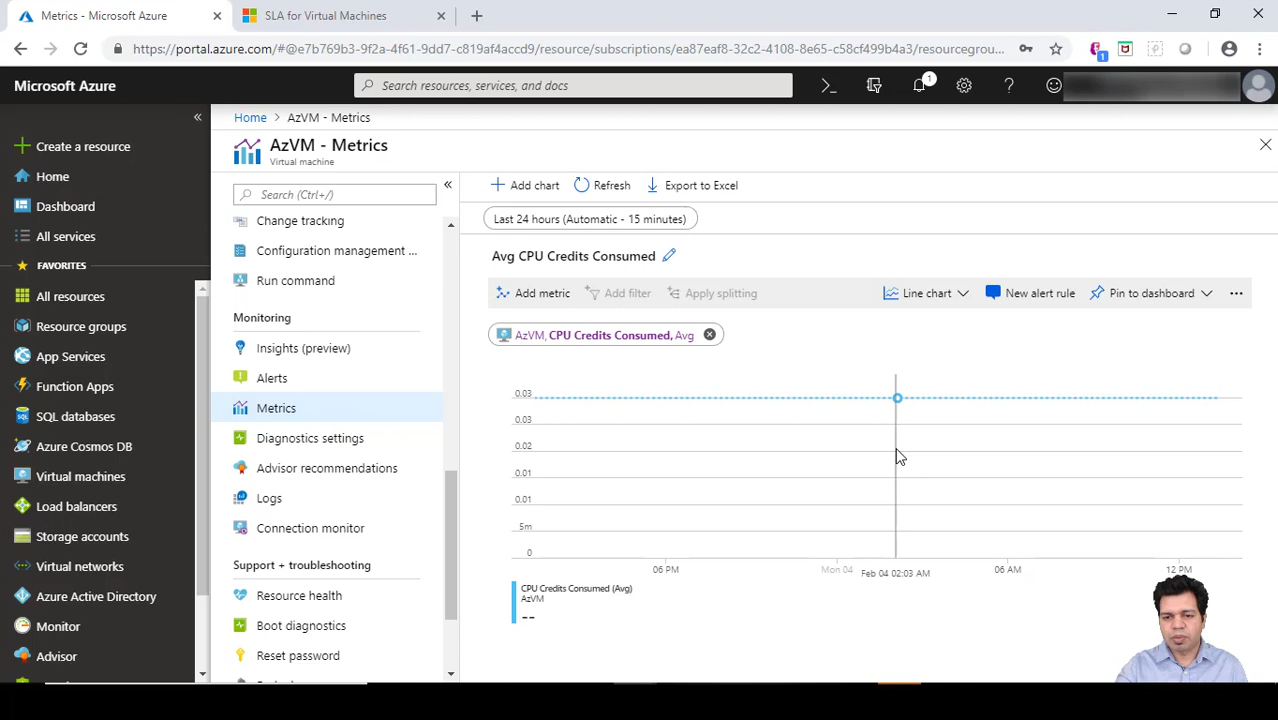 Metrics - Microsoft Azure
SLA for Virtual Machines
https://portal.azure.com/#@e7b769b3-9f2a-4f61-9dd7-c819af4accd9/resource/subscriptions/ea87eaf8-32c2-4108-8e65-c58cf499b4a3/resourcegrou...
1
Microsoft Azure
Search resources, services, and docs
1
Home > AzVM - Metrics
AzVM - Metrics
Virtual machine
Create a resource
Home
Dashboard
All services
FAVORITES
All resources
Resource groups
App Services
Function Apps
SQL databases
Azure Cosmos DB
Virtual machines
Load balancers
Storage accounts
Virtual networks
Azure Active Directory
Monitor
Advisor
Search (Ctrl+/)
Change tracking
Configuration management ...
Run command
Monitoring
Insights (preview)
Alerts
Metrics
Diagnostics settings
Advisor recommendations
Logs
Connection monitor
Support + troubleshooting
Resource health
Boot diagnostics
Reset password
Add chart Refresh Export to Excel
Last 24 hours (Automatic - 15 minutes)
Avg CPU Credits Consumed
Add metric Add filter Apply splitting Line chart New alert rule Pin to dashboard ...
AzVM, CPU Credits Consumed, Avg
0.03
0.03
0.02
0.01
0.01
5m
0
06 PM Mon 04 Feb 04 02:03 AM 06 AM 12 PM
CPU Credits Consumed (Avg)
AzVM
--